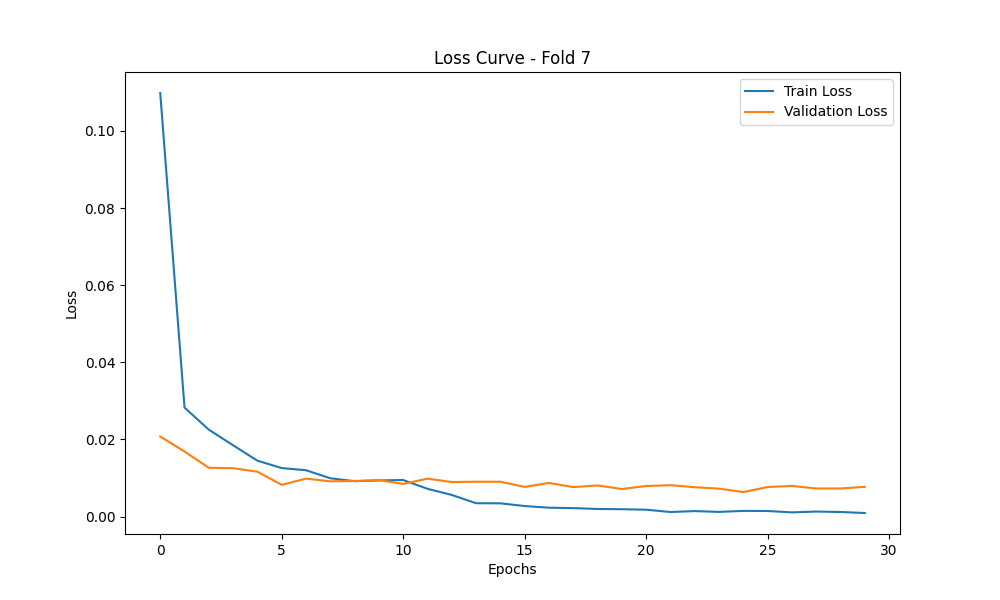 Loss Curve - Fold 7
Train Loss
Validation Loss
0.10
0.08
0.06
0.04
0.02
0.00
Loss
0 5 10 15 20 25 30
Epochs